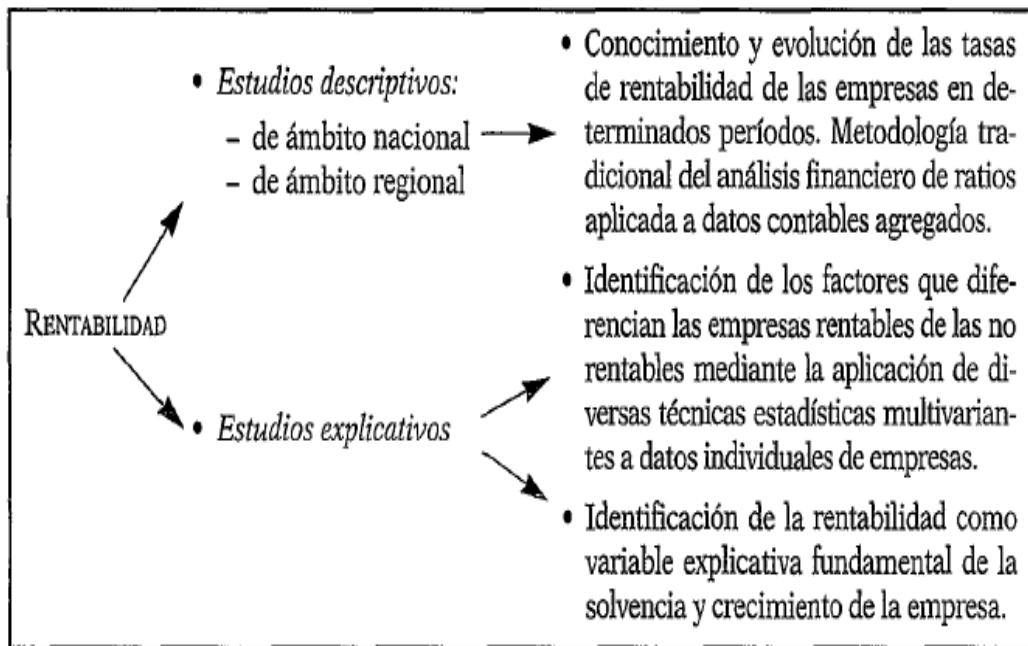 RENTABILIDAD
• Estudios descriptivos:
– de ámbito nacional
– de ámbito regional
• Conocimiento y evolución de las tasas
de rentabilidad de las empresas en de-
terminados períodos. Metodología tra-
dicional del análisis financiero de ratios
aplicada a datos contables agregados.
• Estudios explicativos
• Identificación de los factores que dife-
rencian las empresas rentables de las no
rentables mediante la aplicación de di-
versas técnicas estadísticas multivarian-
tes a datos individuales de empresas.
• Identificación de la rentabilidad como
variable explicativa fundamental de la
solvencia y crecimiento de la empresa.